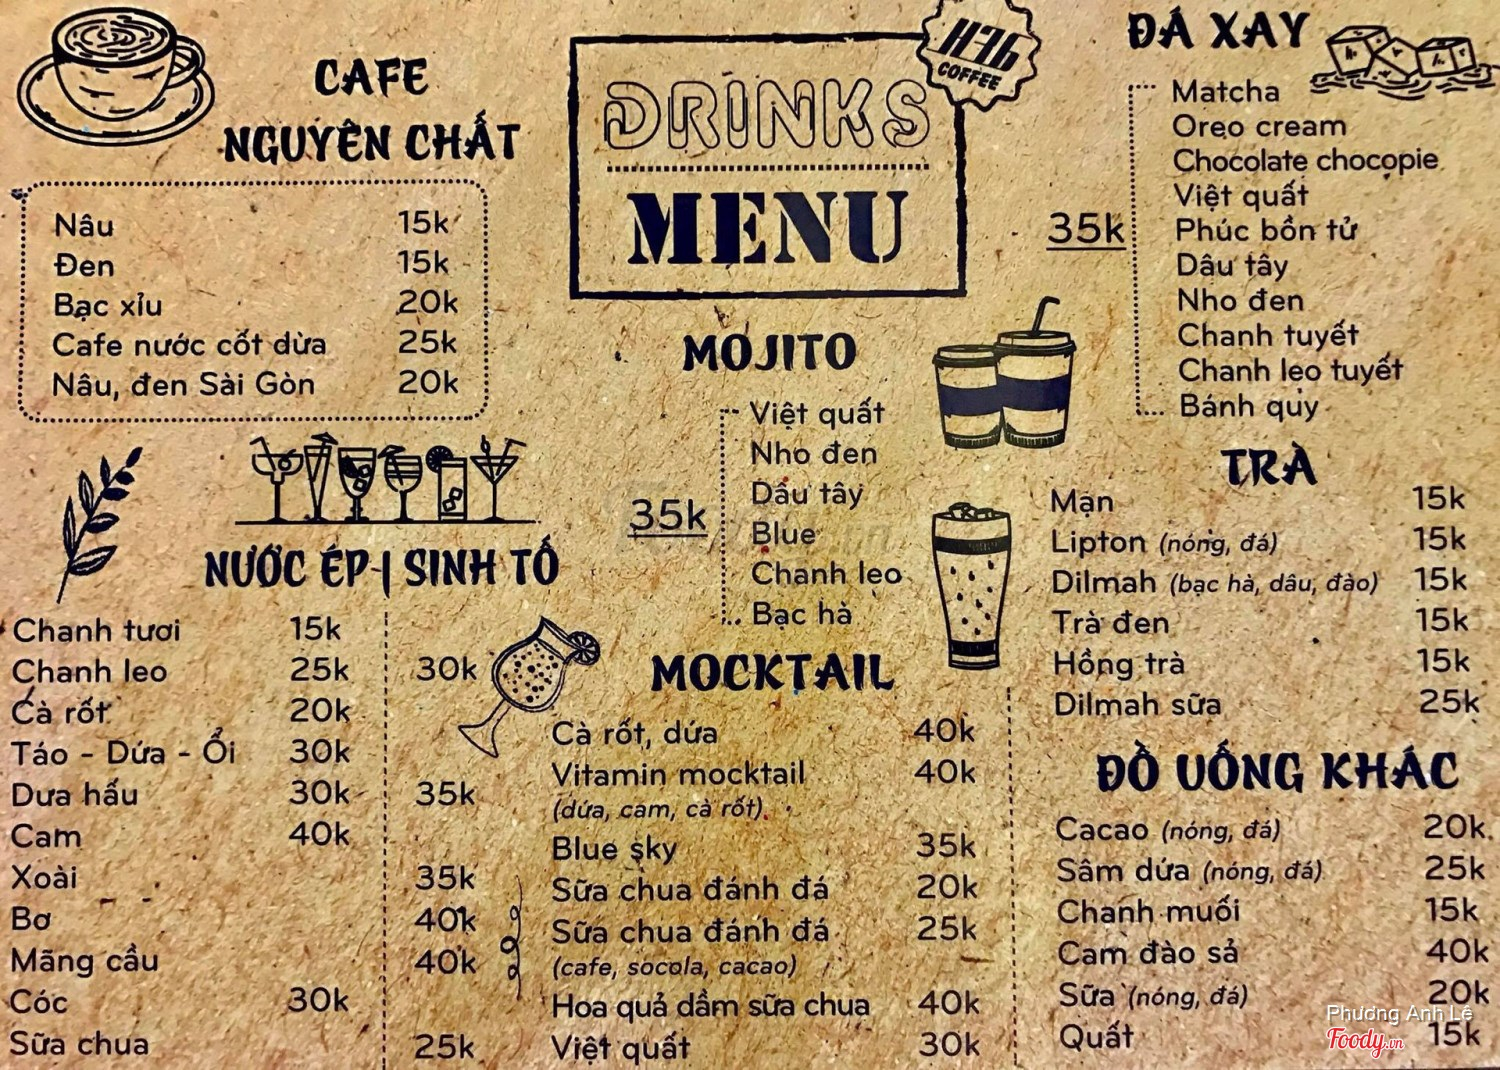 CAFE
NGUYÊN CHẤT
Nâu 15k
Đen 15k
Bạc xỉu 20k
Cafe nước cốt dừa 25k
Nâu, đen Sài Gòn 20k
NƯỚC ÉP | SINH TỐ
Chanh tươi 15k
Chanh leo 25k 30k
Cà rốt 20k
Táo - Dứa - Ổi 30k
Dưa hấu 30k 35k
Cam 40k
Xoài 35k
Bơ 40k
Mãng cầu 40k
Cóc 30k
Sữa chua 25k
H76
COFFEE
DRINKS
MENU
MOJITO
35k
Việt quất
Nho đen
Dâu tây
Blue
Chanh leo
Bạc hà
MOCKTAIL
Cà rốt, dứa 40k
Vitamin mocktail 40k
(dứa, cam, cà rốt)
Blue sky 35k
Sữa chua đánh đá 20k
Sữa chua đánh đá 25k
(cafe, socola, cacao)
Hoa quả dầm sữa chua 40k
Việt quất 30k
ĐÁ XAY
35k
Matcha
Oreo cream
Chocolate chocopie
Việt quất
Phúc bồn tử
Dâu tây
Nho đen
Chanh tuyết
Chanh leo tuyết
Bánh quy
TRÀ
Mạn 15k
Lipton (nóng, đá) 15k
Dilmah (bạc hà, dâu, đào) 15k
Trà đen 15k
Hồng trà 15k
Dilmah sữa 25k
ĐỒ UỐNG KHÁC
Cacao (nóng, đá) 20k
Sâm dứa (nóng, đá) 25k
Chanh muối 15k
Cam đào sả 40k
Sữa (nóng, đá) 20k
Quất 15k
Phương Anh Lê
Foody.vn